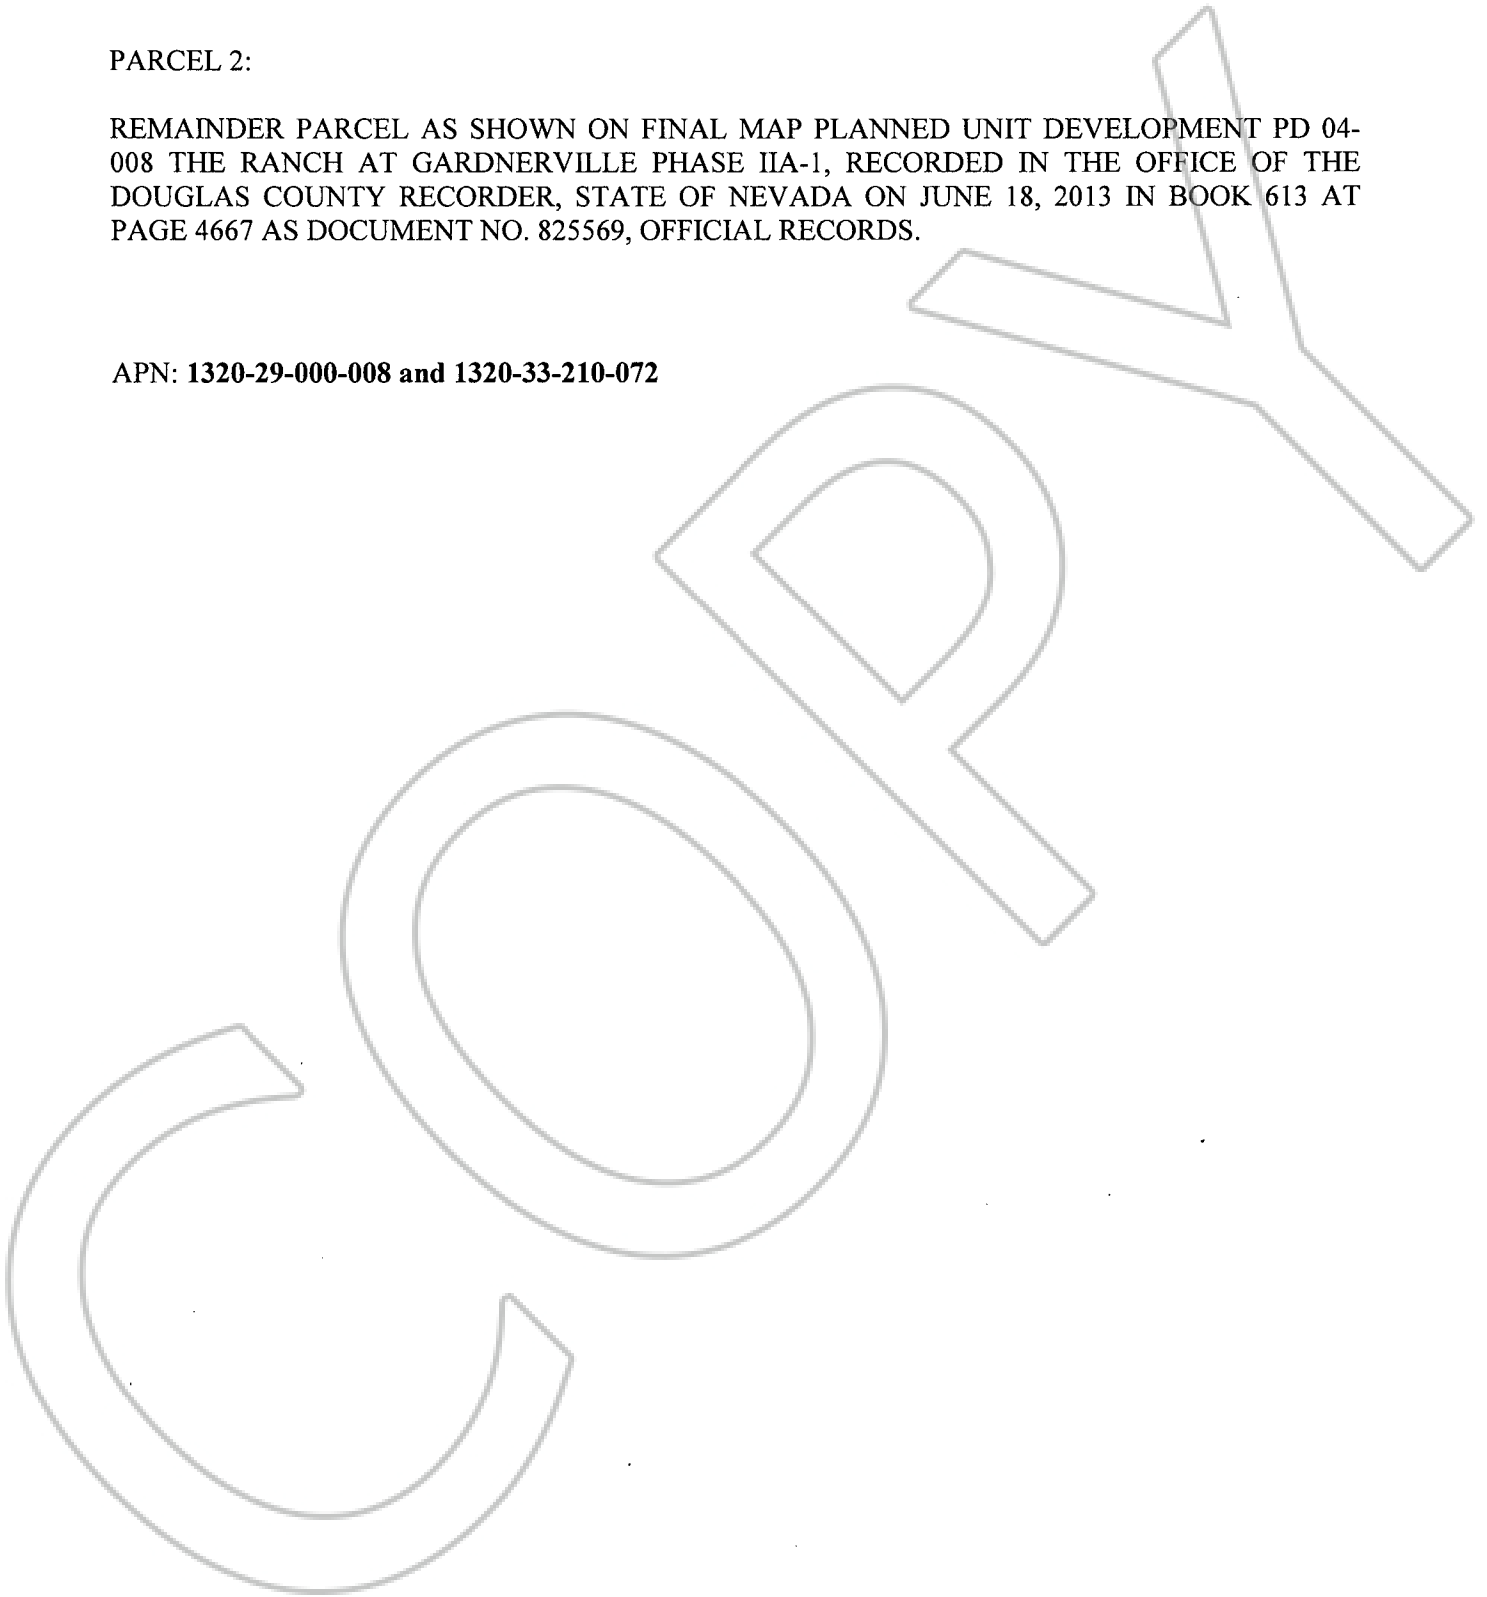 PARCEL 2:
REMAINDER PARCEL AS SHOWN ON FINAL MAP PLANNED UNIT DEVELOPMENT PD 04-
008 THE RANCH AT GARDNERVILLE PHASE IIA-1, RECORDED IN THE OFFICE OF THE
DOUGLAS COUNTY RECORDER, STATE OF NEVADA ON JUNE 18, 2013 IN BOOK 613 AT
PAGE 4667 AS DOCUMENT NO. 825569, OFFICIAL RECORDS.
APN: 1320-29-000-008 and 1320-33-210-072
COPY